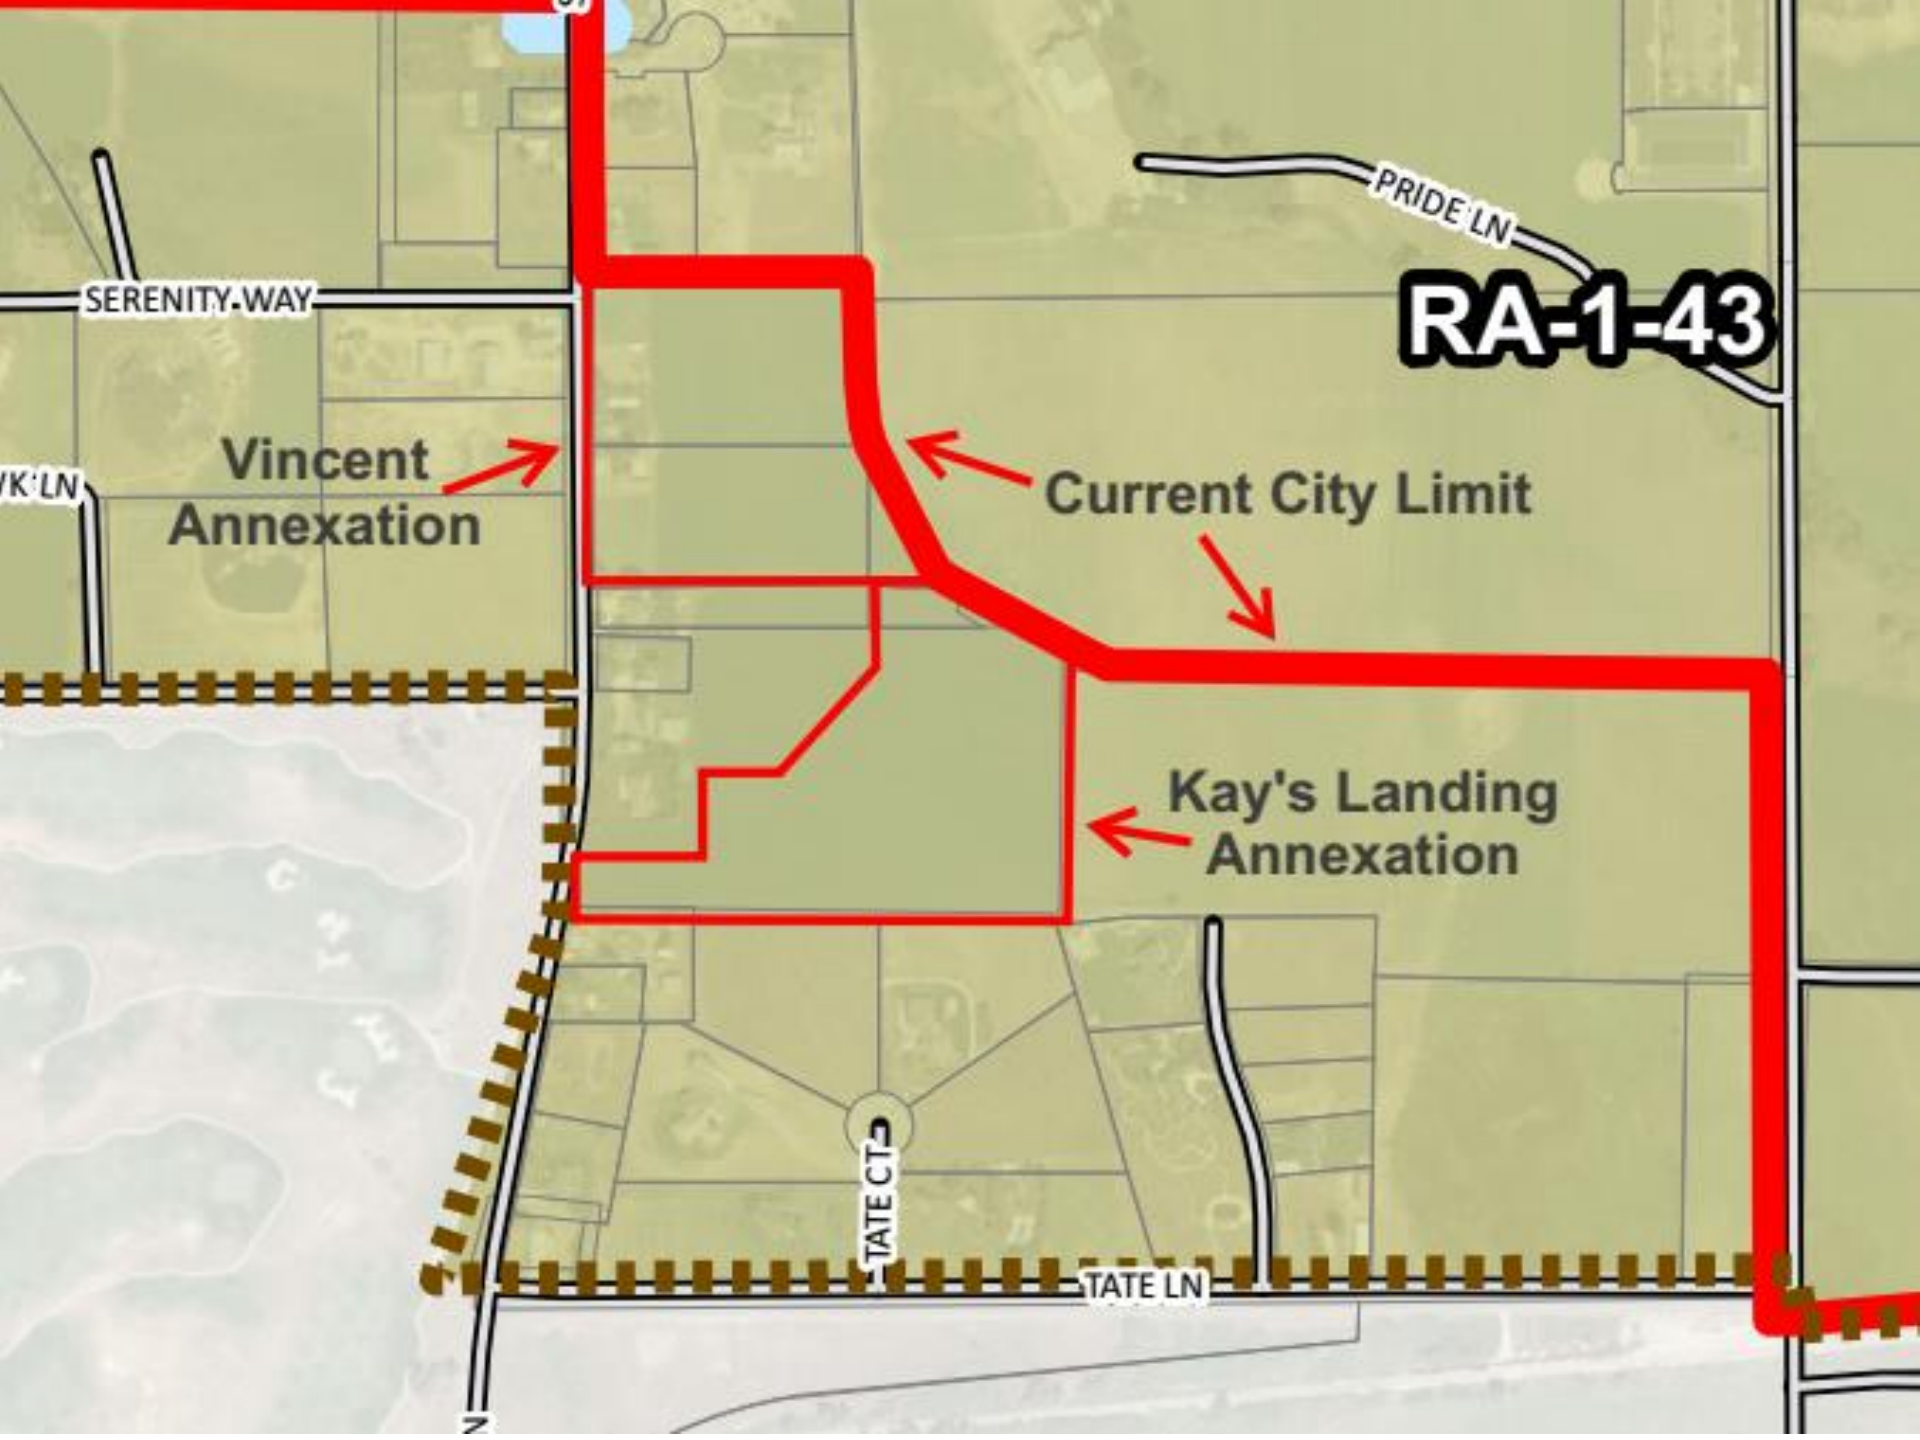 PRIDE LN
SERENITY WAY
RA-1-43
Vincent
Annexation
Current City Limit
Kay's Landing
Annexation
TATE CT
TATE LN